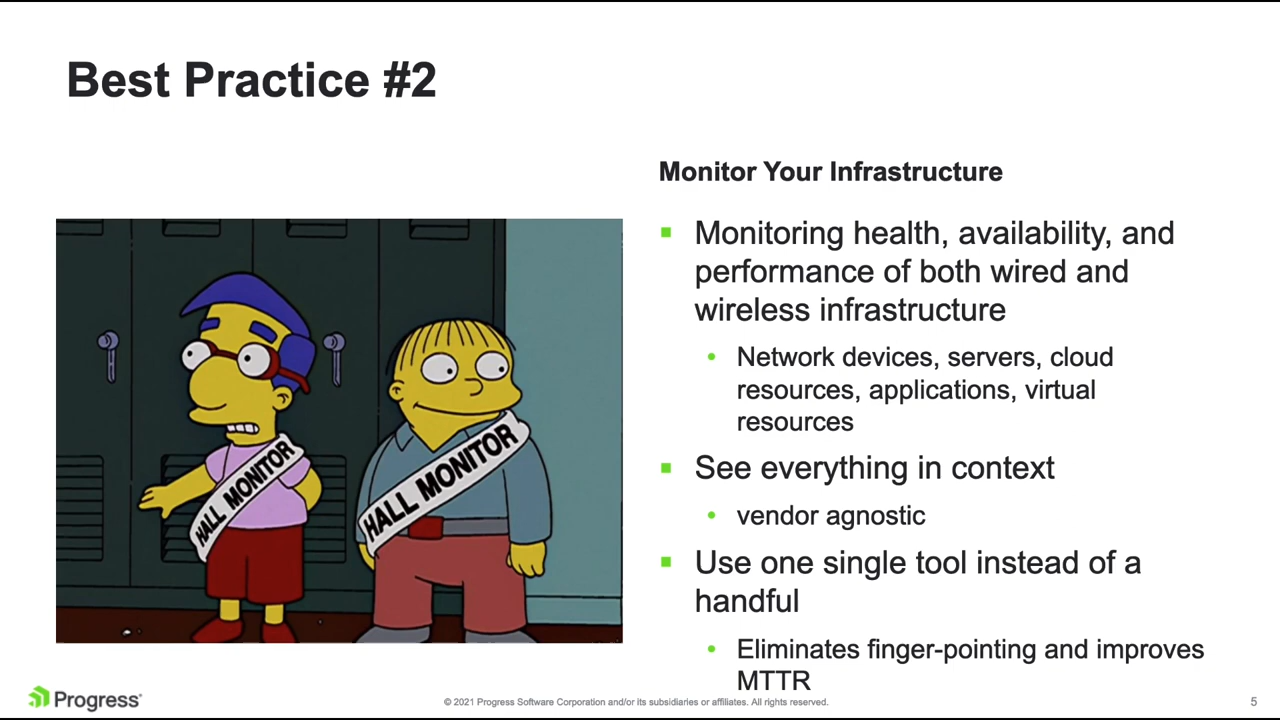 Best Practice #2
Monitor Your Infrastructure
Monitoring health, availability, and
performance of both wired and
wireless infrastructure
Network devices, servers, cloud
resources, applications, virtual
resources
See everything in context
vendor agnostic
Use one single tool instead of a
handful
Eliminates finger-pointing and improves
MTTR
HALL MONITOR
HALL MONITOR
Progress
© 2021 Progress Software Corporation and/or its subsidiaries or affiliates. All rights reserved.
5